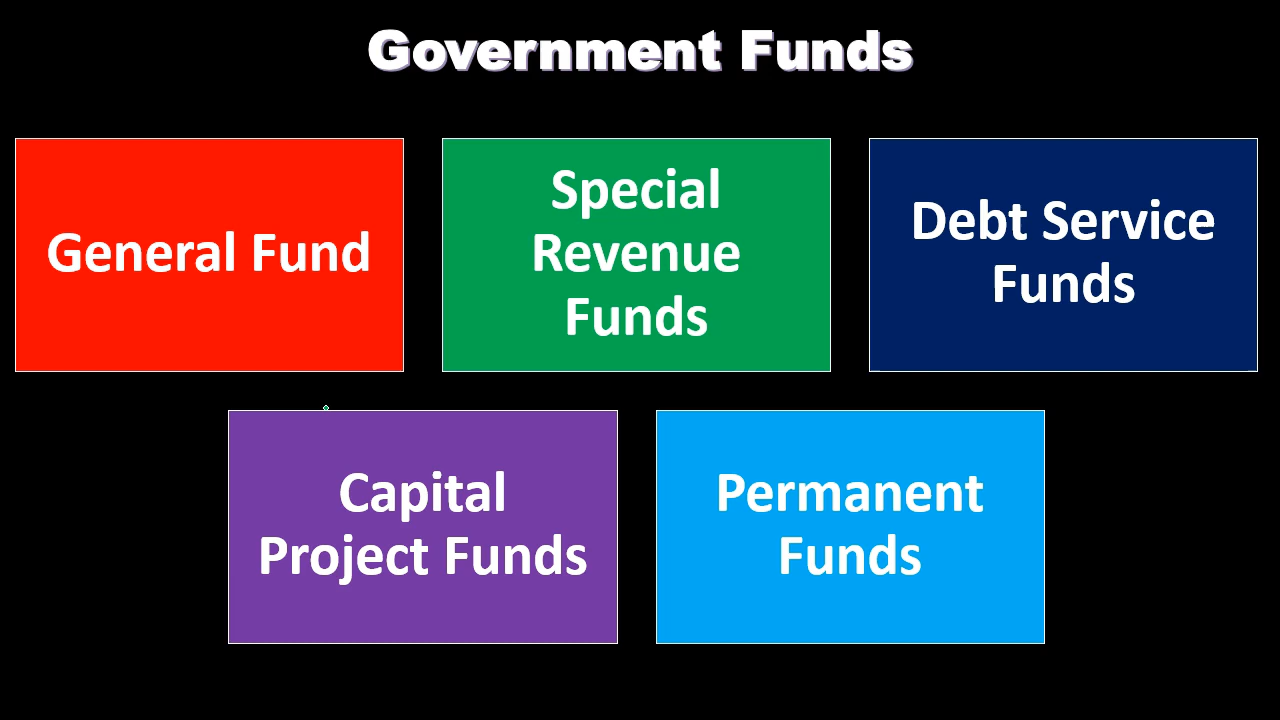 Government Funds
General Fund
Special
Revenue
Funds
Debt Service
Funds
Capital
Project Funds
Permanent
Funds